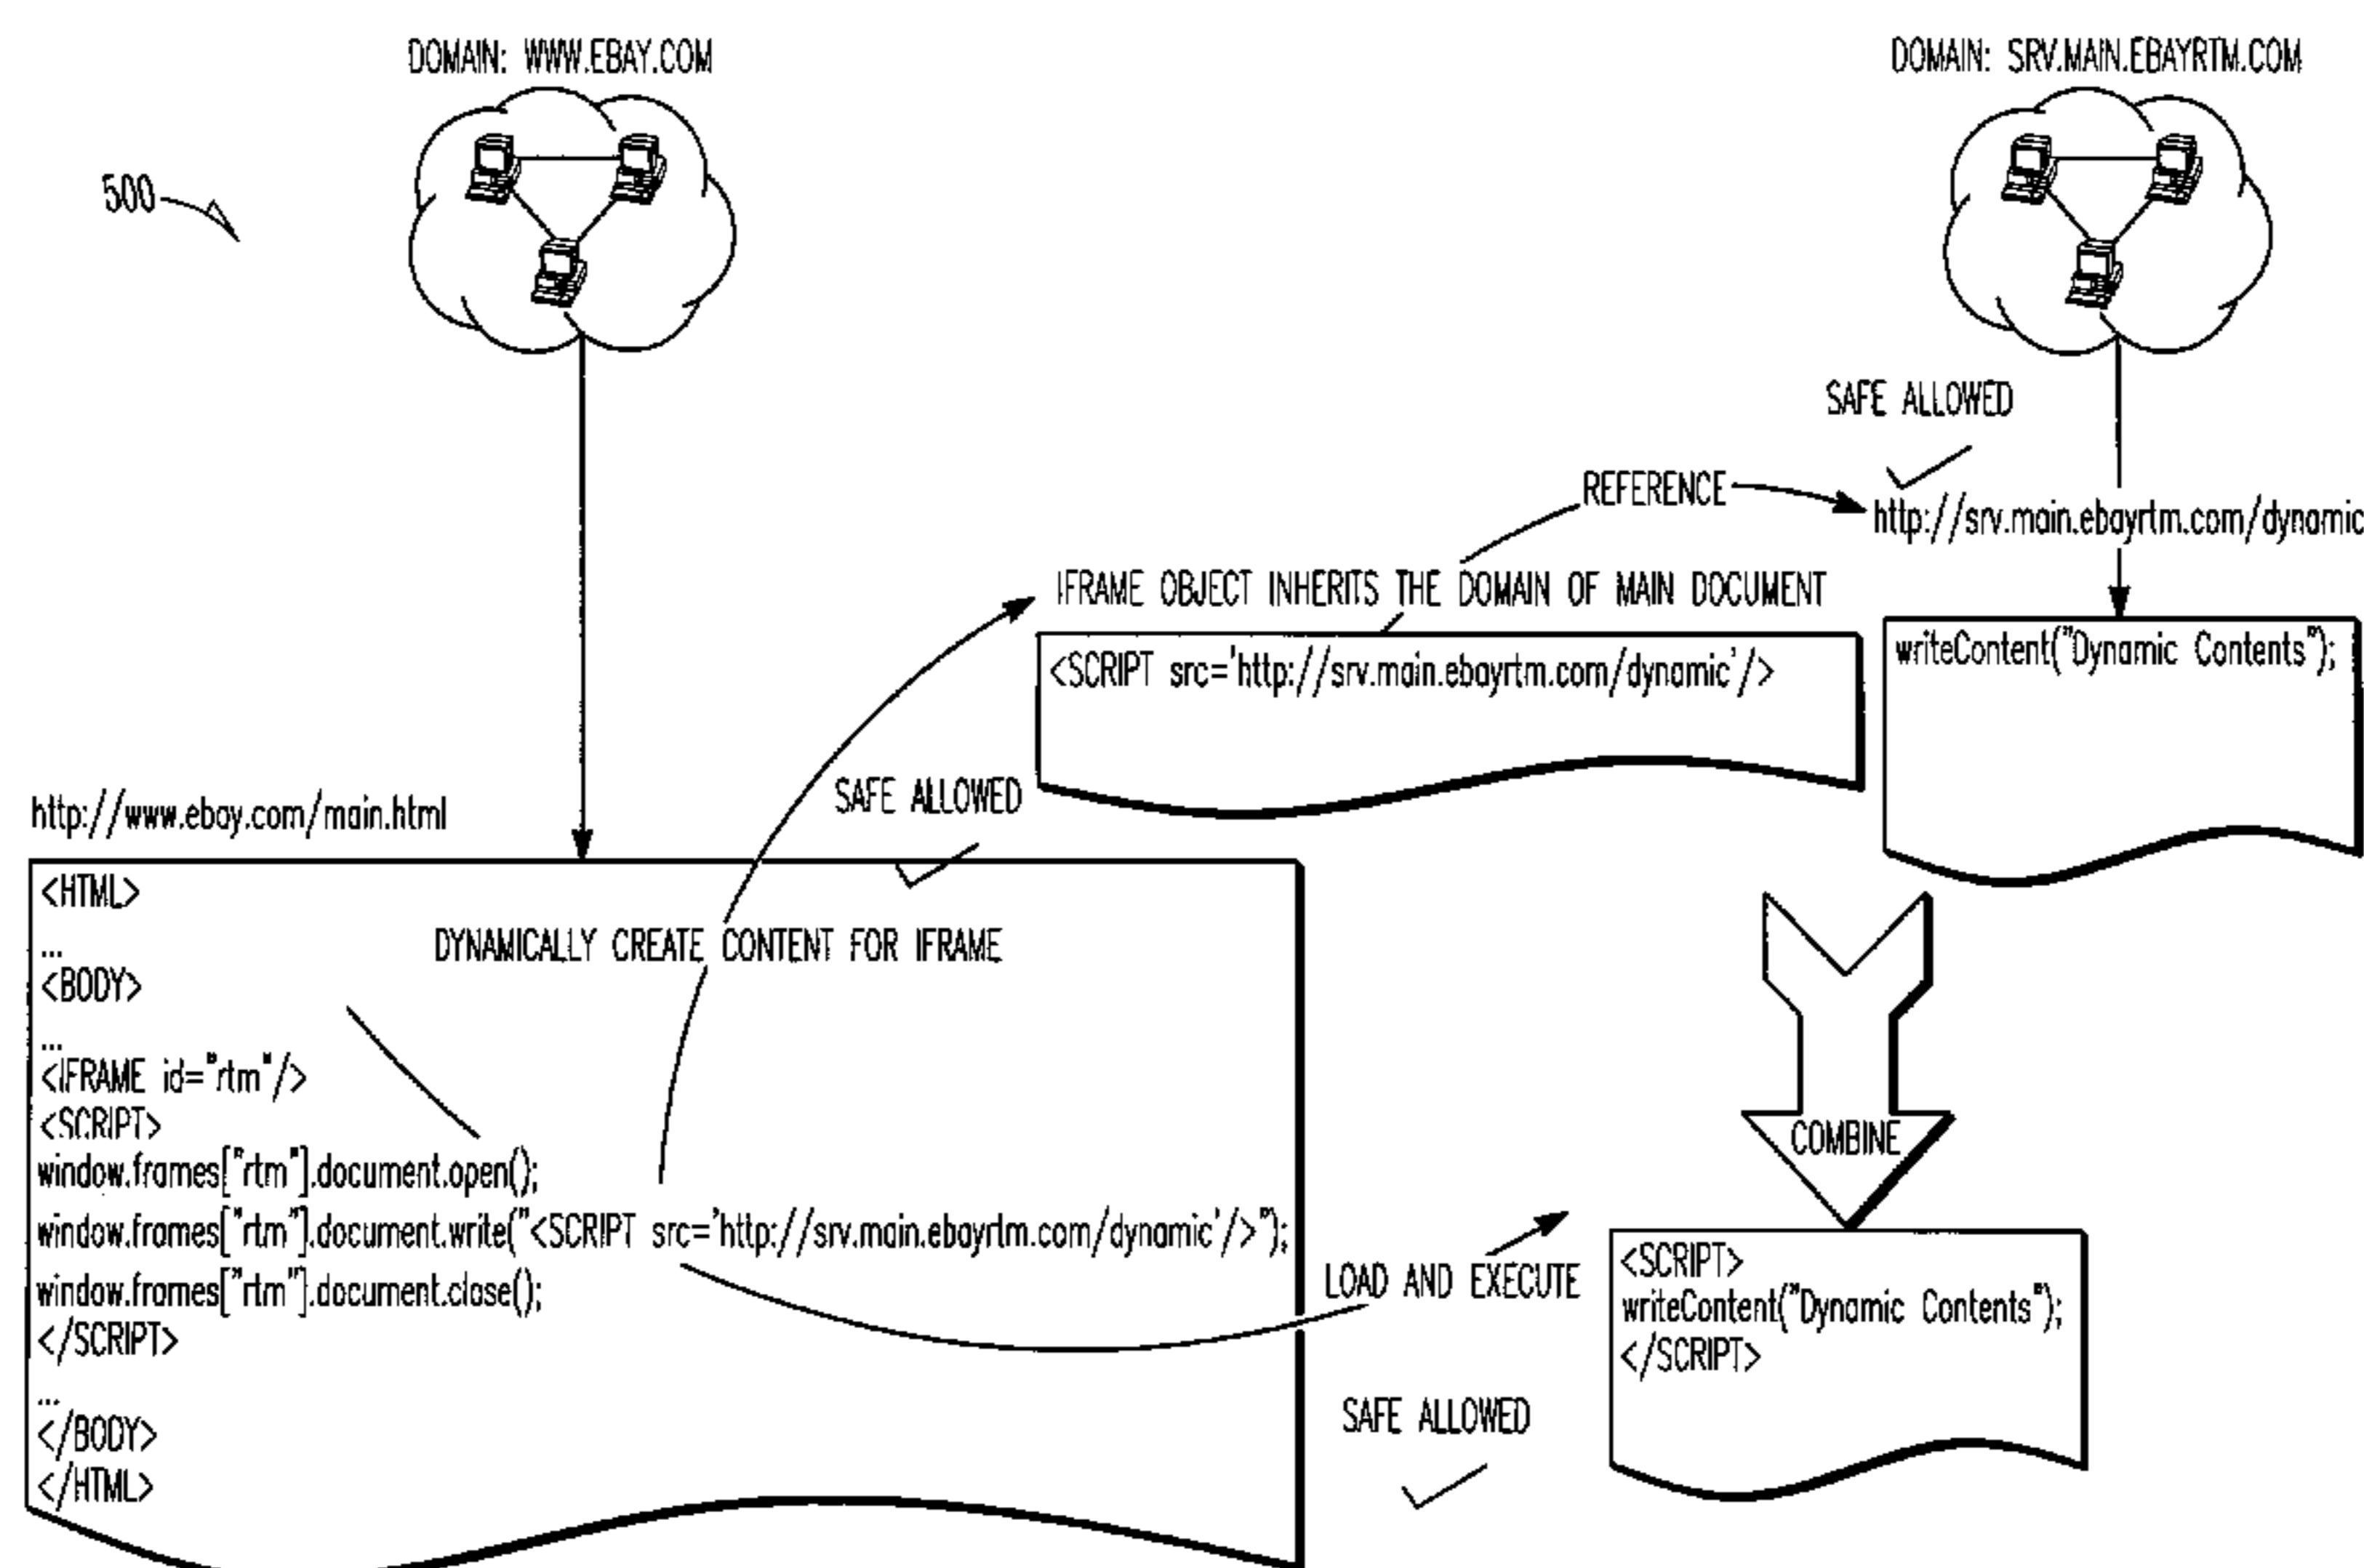 DOMAIN: WWW.EBAY.COM
DOMAIN: SRV.MAIN.EBAYRTM.COM
500
SAFE ALLOWED
REFERENCE
http://srv.main.ebayrtm.com/dynamic
IFRAME OBJECT INHERITS THE DOMAIN OF MAIN DOCUMENT
<SCRIPT src='http://srv.main.ebayrtm.com/dynamic'/>
writeContent("Dynamic Contents");
SAFE ALLOWED
http://www.ebay.com/main.html
<HTML>
...
DYNAMICALLY CREATE CONTENT FOR IFRAME
<BODY>
...
<IFRAME id="rtm"/>
<SCRIPT>
window.frames["rtm"].document.open();
window.frames["rtm"].document.write("<SCRIPT src='http://srv.main.ebayrtm.com/dynamic'/>");
window.frames["rtm"].document.close();
</SCRIPT>
...
</BODY>
</HTML>
COMBINE
LOAD AND EXECUTE
<SCRIPT>
writeContent("Dynamic Contents");
</SCRIPT>
SAFE ALLOWED